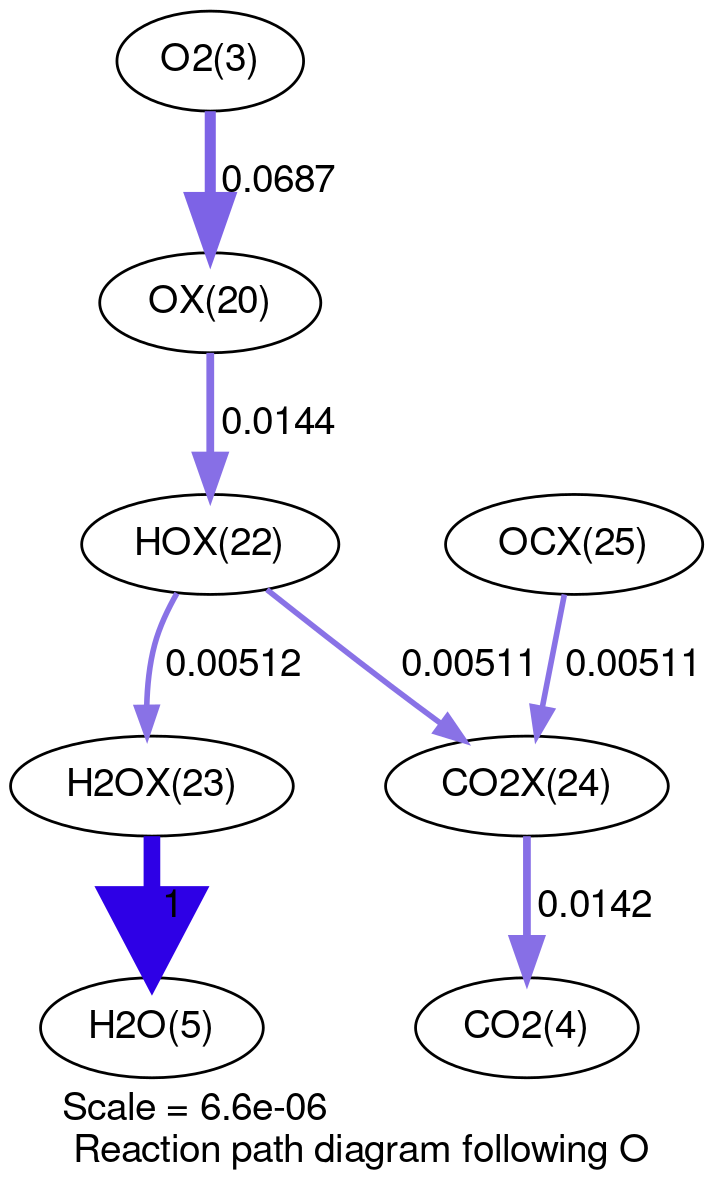 O2(3)
0.0687
OX(20)
0.0144
HOX(22)
OCX(25)
0.00512
0.00511
0.00511
H2OX(23)
CO2X(24)
1
0.0142
H2O(5)
CO2(4)
Scale = 6.6e-06
Reaction path diagram following O